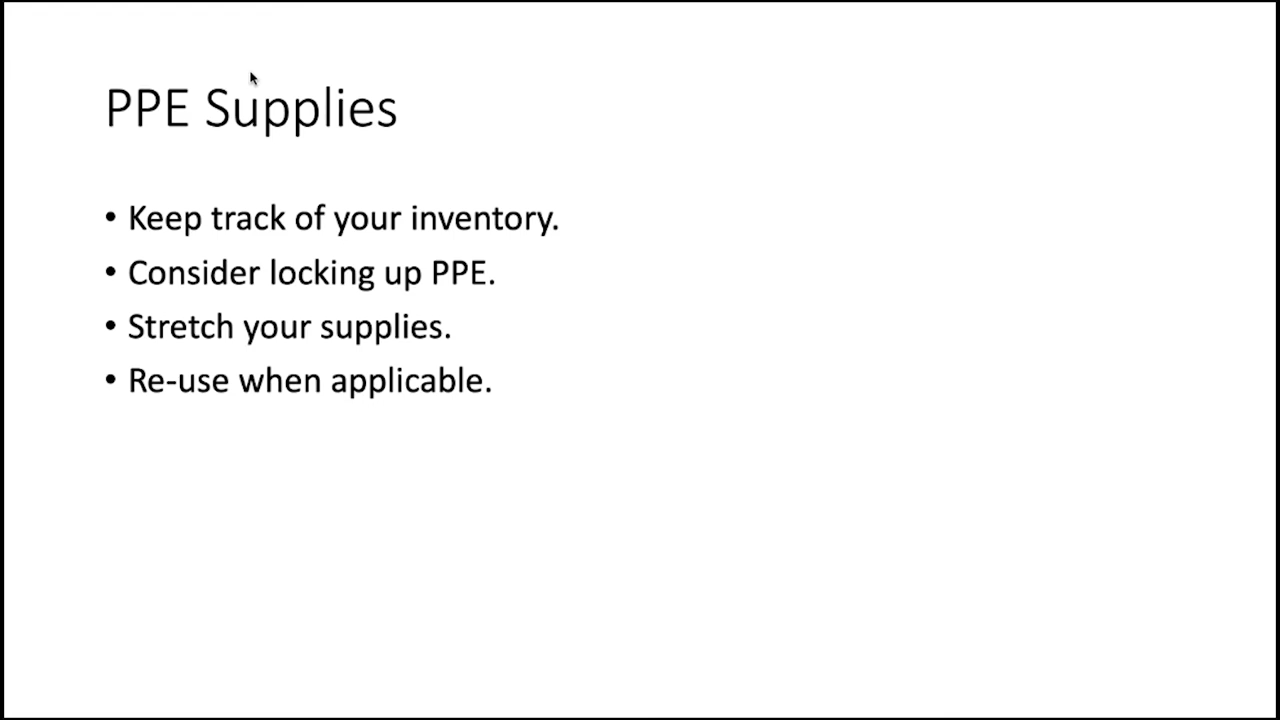 PPE Supplies
• Keep track of your inventory.
• Consider locking up PPE.
• Stretch your supplies.
• Re-use when applicable.